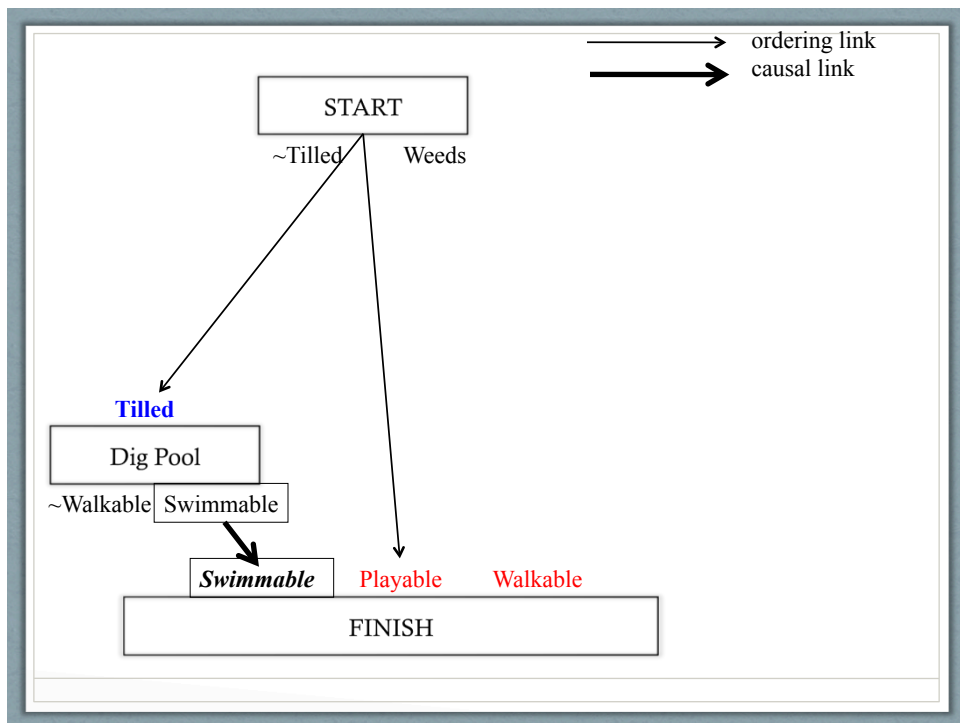 ordering link
causal link
START
~Tilled Weeds
Tilled
Dig Pool
~Walkable Swimmable
Swimmable Playable Walkable
FINISH